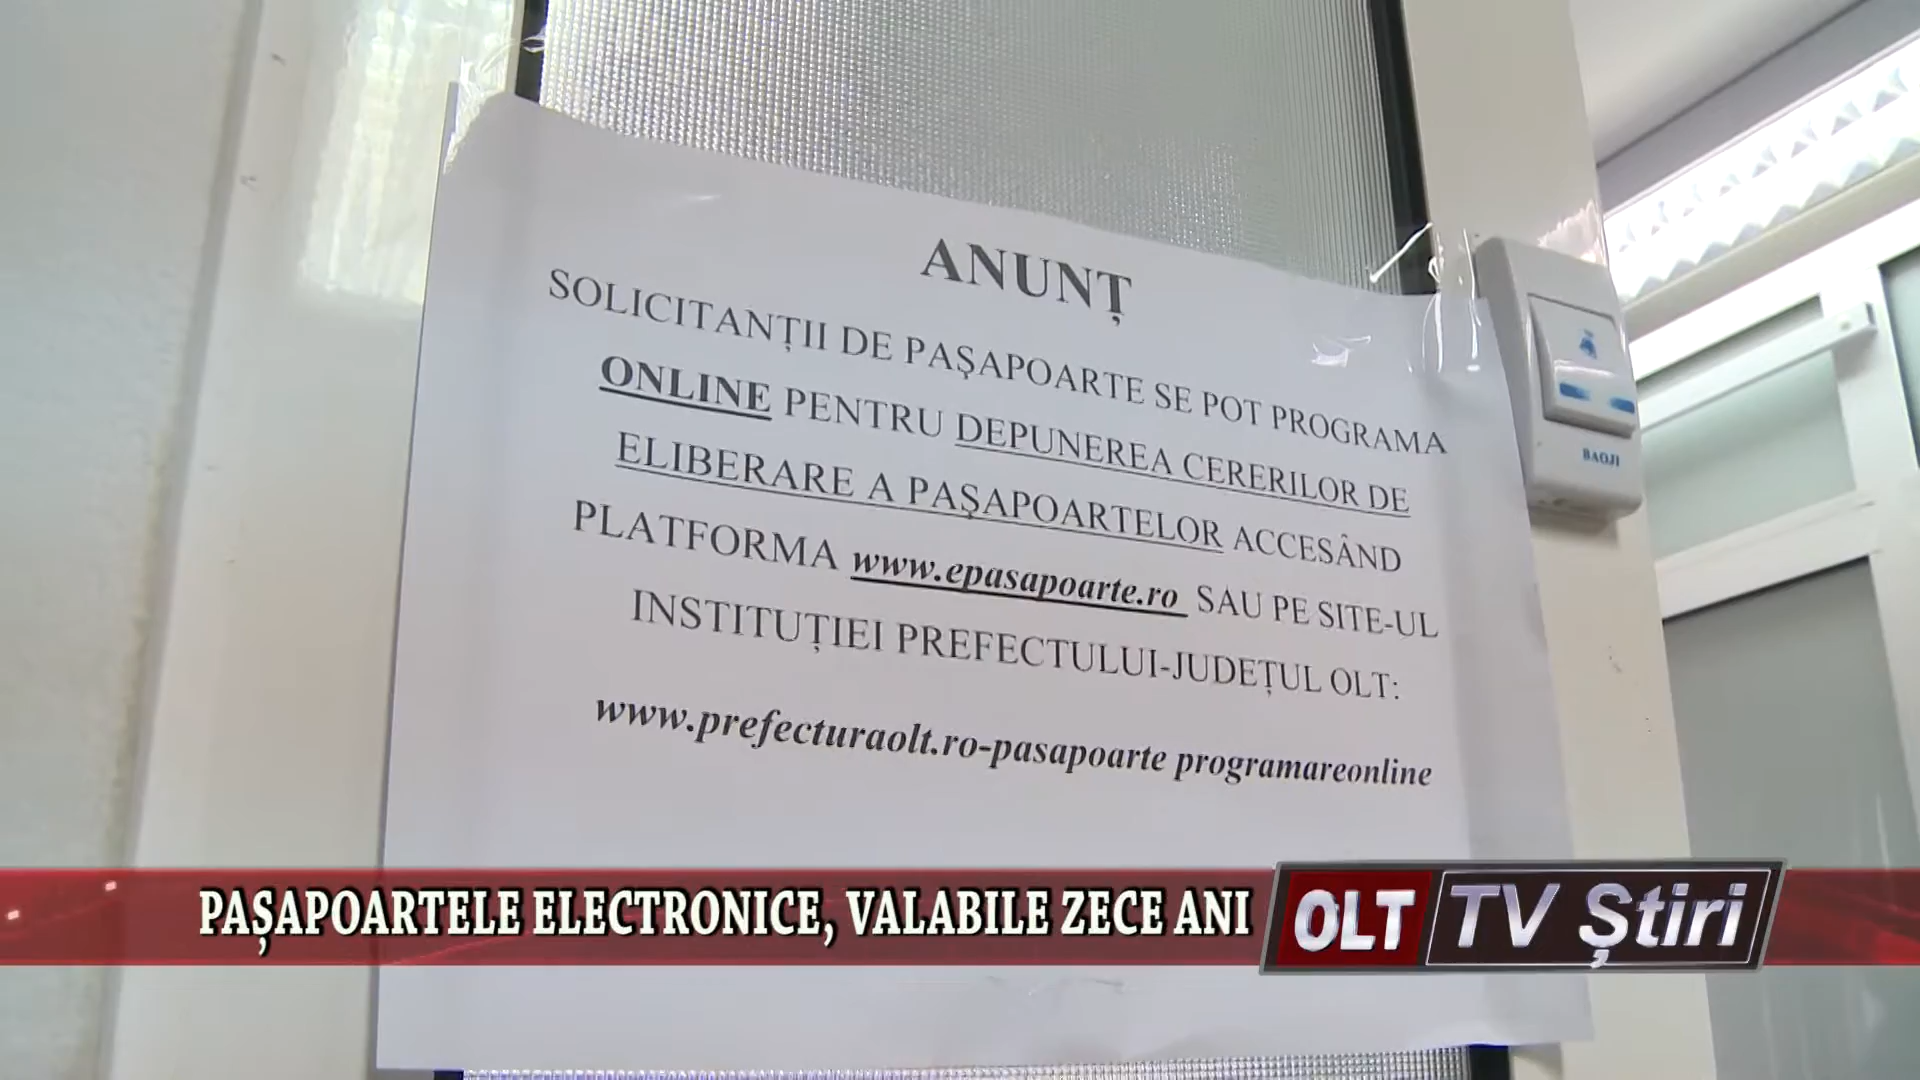 ANUNȚ
SOLICITANȚII DE PAȘAPOARTE SE POT PROGRAMA
ONLINE PENTRU DEPUNEREA CERERILOR DE
ELIBERARE A PAȘAPOARTELOR ACCESÂND
PLATFORMA www.epasapoarte.ro SAU PE SITE-UL
INSTITUȚIEI PREFECTULUI-JUDEȚUL OLT:
www.prefecturaolt.ro-pasapoarte programareonline
BAOJI
PAȘAPOARTELE ELECTRONICE, VALABILE ZECE ANI
OLT TV Știri